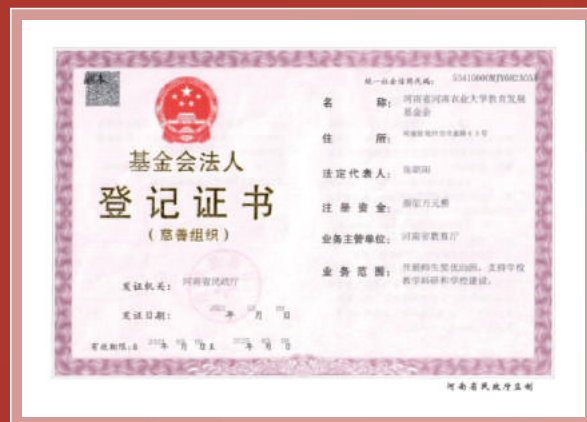 副本
基金会法人
登记证书
(慈善组织)
发证机关: 河南省民政厅
发证日期: 年 月 日
有效期限:自 年 月 日至 年 月 日
统一社会信用代码:
名 称: 河南省河南农业大学教育发展
基金会
住 所:
法定代表人:
注册资金:
业务主管单位: 河南省教育厅
业务范围: 开展师生奖优助困,支持学校
教学科研和学校建设。
河南省民政厅监制